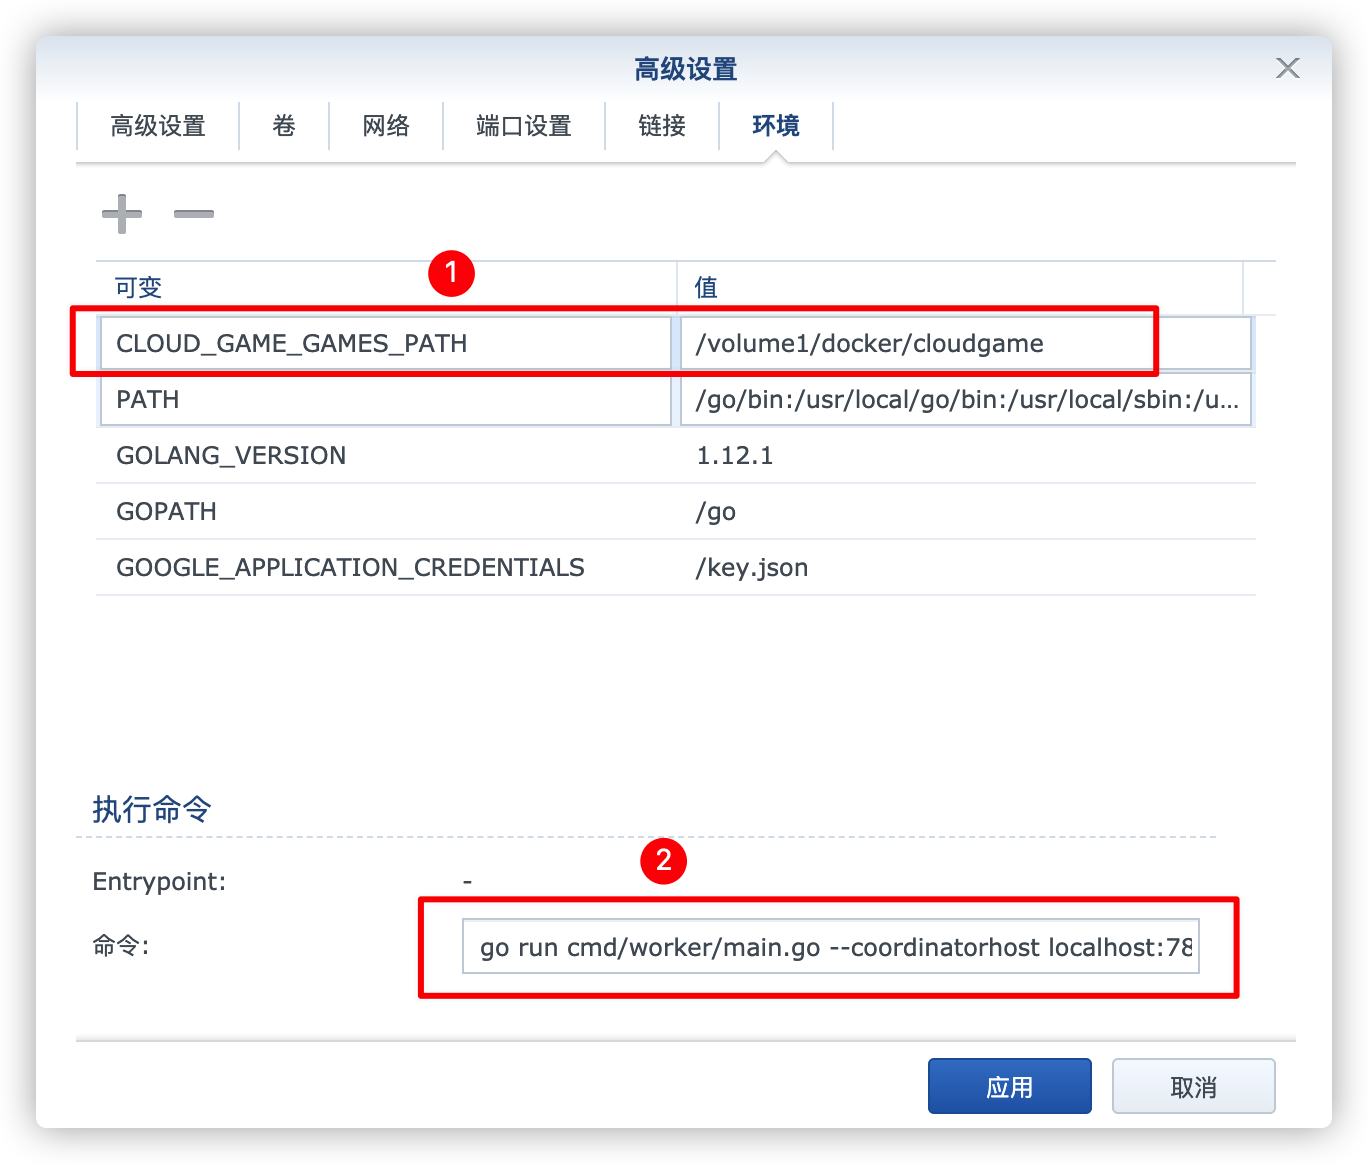 高级设置
高级设置 卷 网络 端口设置 链接 环境
1
可变 值
CLOUD_GAME_GAMES_PATH /volume1/docker/cloudgame
PATH /go/bin:/usr/local/go/bin:/usr/local/sbin:/u...
GOLANG_VERSION 1.12.1
GOPATH /go
GOOGLE_APPLICATION_CREDENTIALS /key.json
执行命令
2
Entrypoint: -
命令: go run cmd/worker/main.go --coordinatorhost localhost:78
应用 取消